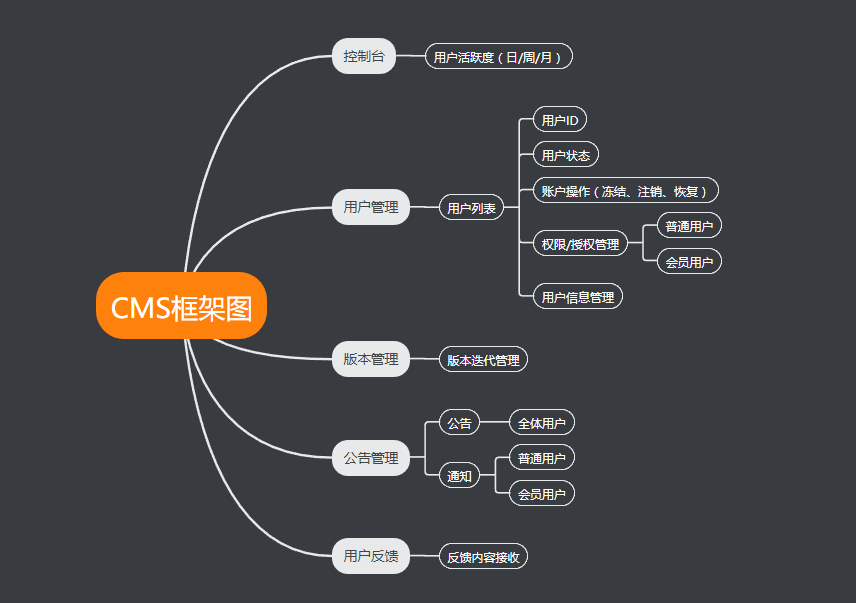 控制台
用户活跃度（日/周/月）
用户ID
用户状态
账户操作（冻结、注销、恢复）
用户管理
用户列表
权限/授权管理
普通用户
会员用户
用户信息管理
CMS框架图
版本管理
版本迭代管理
公告管理
公告
全体用户
通知
普通用户
会员用户
用户反馈
反馈内容接收